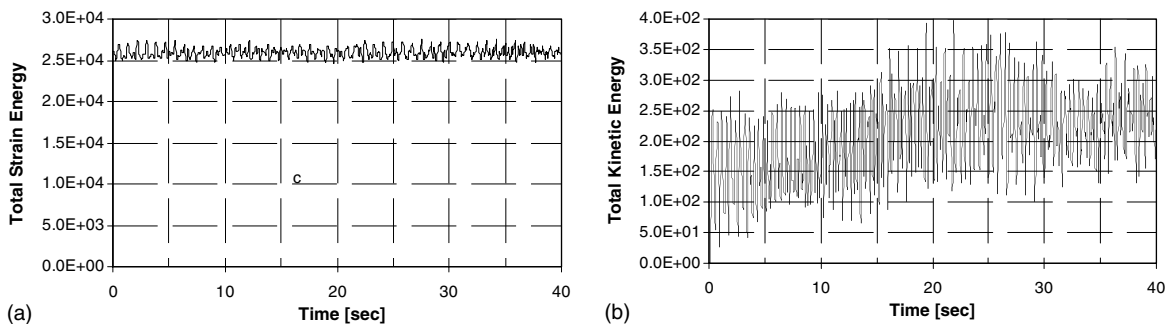 3.0E+04
2.5E+04
2.0E+04
1.5E+04
1.0E+04
5.0E+03
0.0E+00
Total Strain Energy
c
0 10 20 30 40
Time [sec]
(a)
4.0E+02
3.5E+02
3.0E+02
2.5E+02
2.0E+02
1.5E+02
1.0E+02
5.0E+01
0.0E+00
Total Kinetic Energy
0 10 20 30 40
Time [sec]
(b)